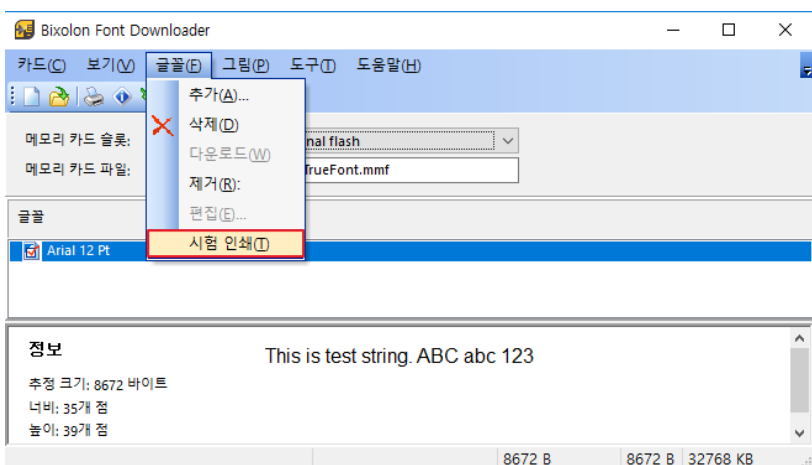 Bixolon Font Downloader
카드(C) 보기(V) 글꼴(F) 그림(P) 도구(T) 도움말(H)
추가(A)...
삭제(D)
다운로드(W)
제거(R):
편집(E)...
시험 인쇄(T)
메모리 카드 슬롯: nal flash
메모리 카드 파일: TrueFont.mmf
글꼴
Arial 12 Pt
정보
This is test string. ABC abc 123
추정 크기: 8672 바이트
너비: 35개 점
높이: 39개 점
8672 B 8672 B 32768 KB